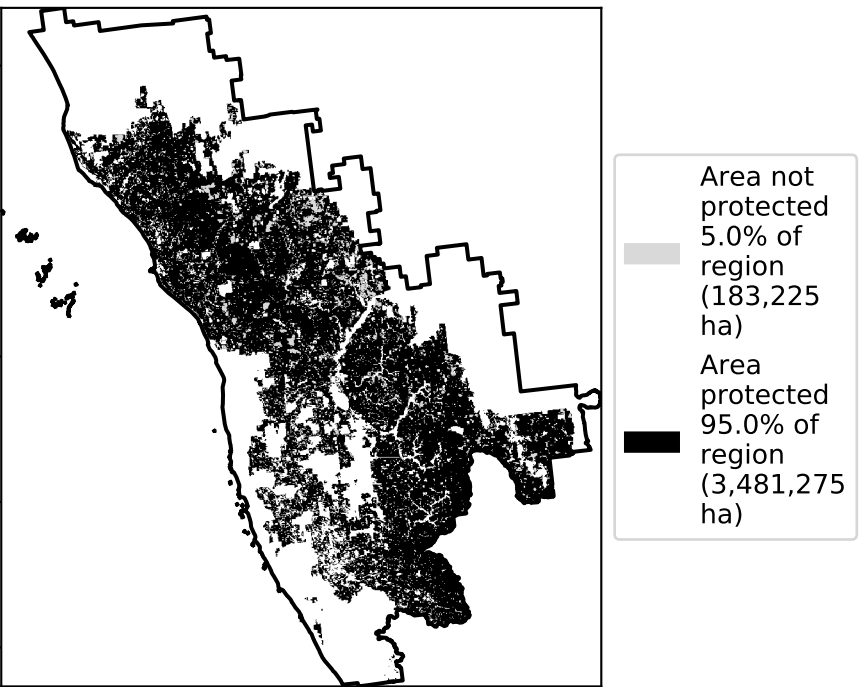 Area not
protected
5.0% of
region
(183,225
ha)
Area
protected
95.0% of
region
(3,481,275
ha)